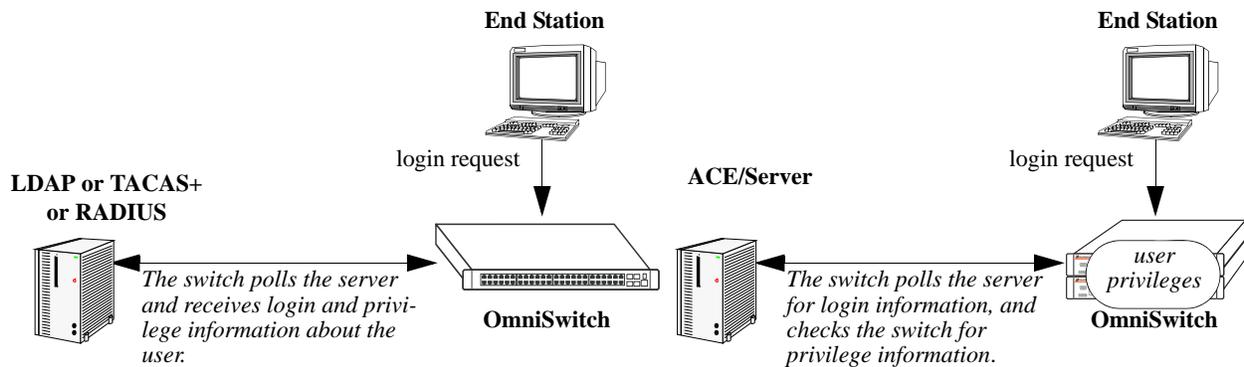 End Station
login request
LDAP or TACAS+
or RADIUS
The switch polls the server
and receives login and privi-
lege information about the
user.
OmniSwitch
End Station
login request
ACE/Server
The switch polls the server
for login information, and
checks the switch for
privilege information.
user
privileges
OmniSwitch